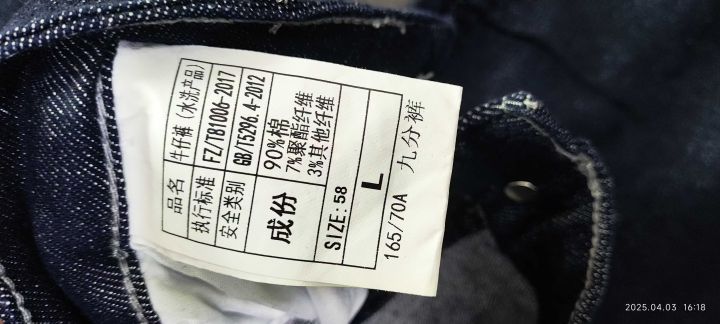 品名 牛仔裤（水洗产品）
执行标准 FZ/T81006-2017
安全类别 GB/T5296.4-2012
成份 90%棉
7%聚酯纤维
3%其他纤维
SIZE: 58
L
165/70A 九分裤
2025.04.03 16:18